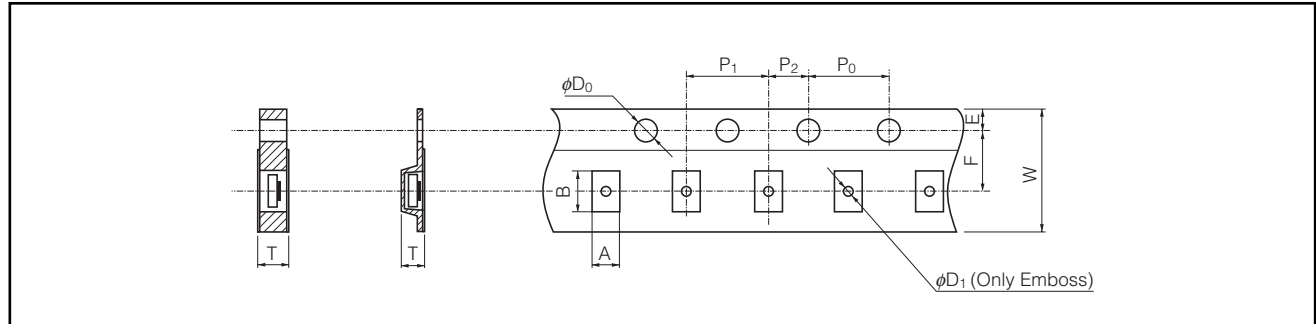 P1 P2 P0
ϕD0
E
F
W
B
T T A
ϕD1 (Only Emboss)